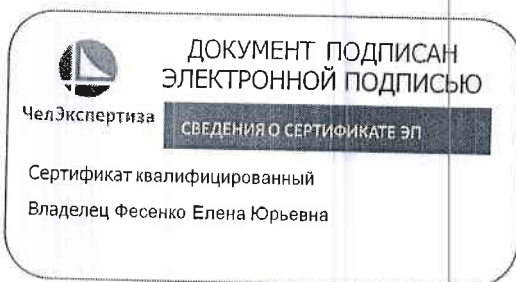 ДОКУМЕНТ ПОДПИСАН
ЭЛЕКТРОННОЙ ПОДПИСЬЮ
ЧелЭкспертиза
СВЕДЕНИЯ О СЕРТИФИКАТЕ ЭП
Сертификат квалифицированный
Владелец Фесенко Елена Юрьевна